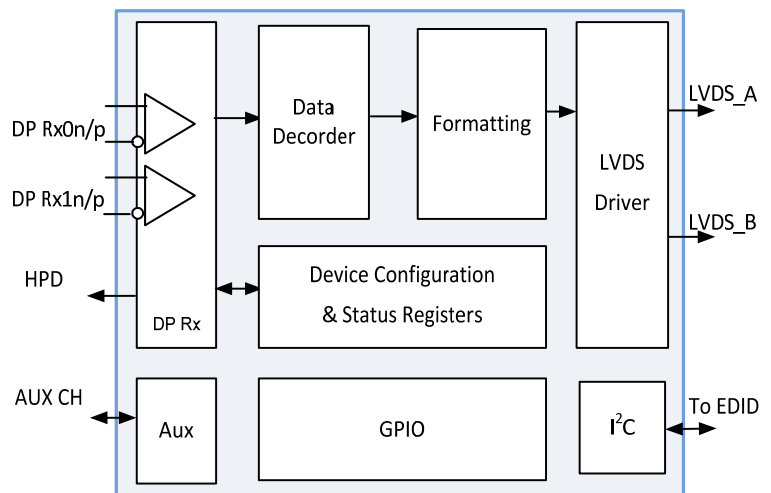 DP Rx0n/p
DP Rx1n/p
HPD
AUX CH
DP Rx
Aux
Data
Decorder
Formatting
Device Configuration
& Status Registers
GPIO
LVDS
Driver
I²C
LVDS_A
LVDS_B
To EDID